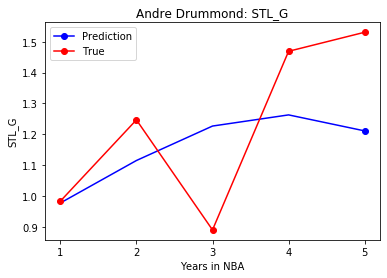 Andre Drummond: STL_G
Prediction
True
STL_G
1.5
1.4
1.3
1.2
1.1
1.0
0.9
1 2 3 4 5
Years in NBA